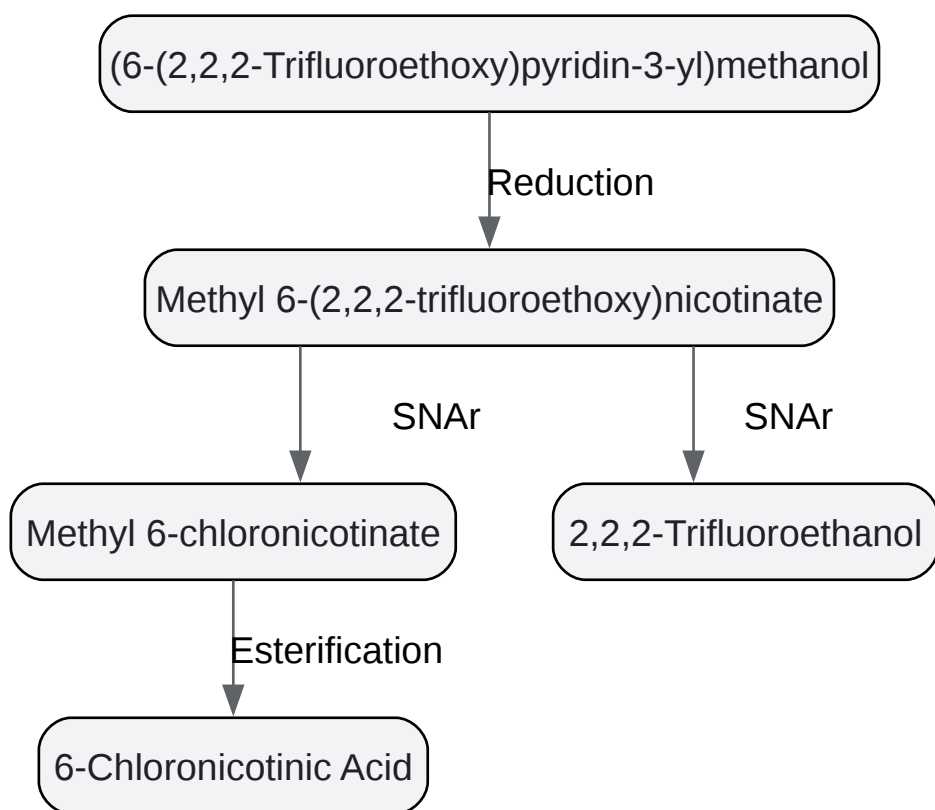 (6-(2,2,2-Trifluoroethoxy)pyridin-3-yl)methanol
Reduction
Methyl 6-(2,2,2-trifluoroethoxy)nicotinate
SNAr
SNAr
Methyl 6-chloronicotinate
2,2,2-Trifluoroethanol
Esterification
6-Chloronicotinic Acid